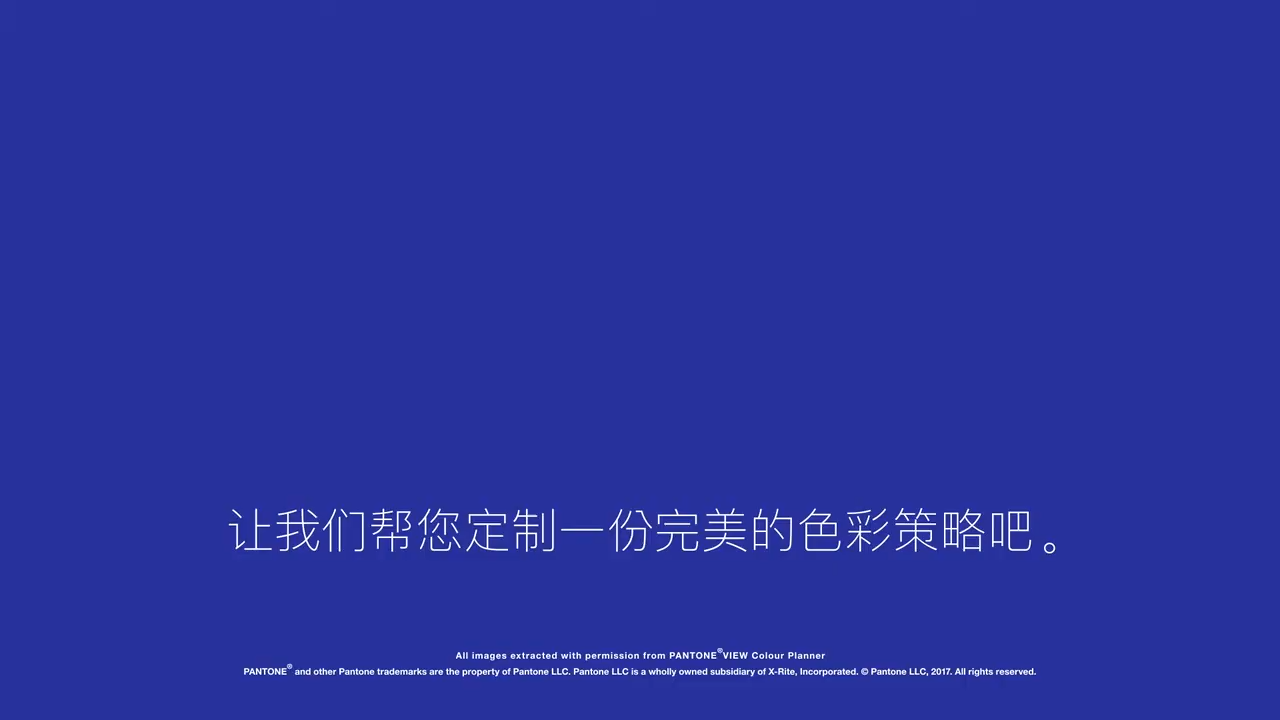 让我们帮您定制一份完美的色彩策略吧。
All images extracted with permission from PANTONE®VIEW Colour Planner
PANTONE® and other Pantone trademarks are the property of Pantone LLC. Pantone LLC is a wholly owned subsidiary of X-Rite, Incorporated. © Pantone LLC, 2017. All rights reserved.